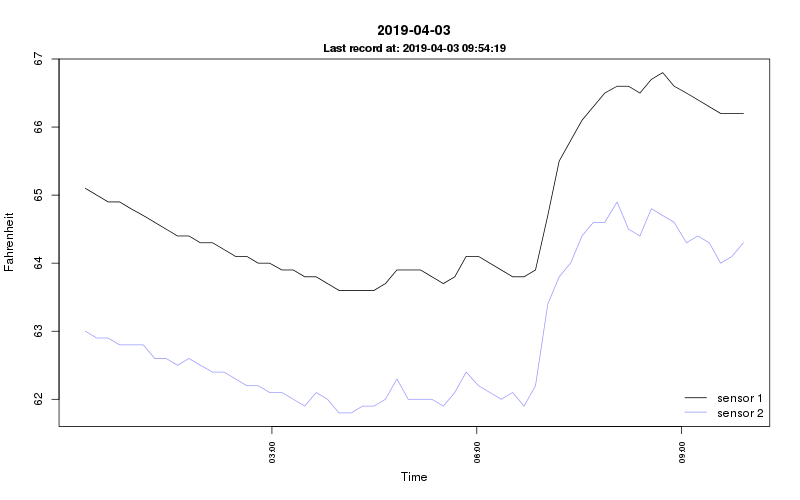 2019-04-03
Last record at: 2019-04-03 09:54:19
67
66
65
64
63
62
Fahrenheit
sensor 1
sensor 2
03:00
06:00
09:00
Time